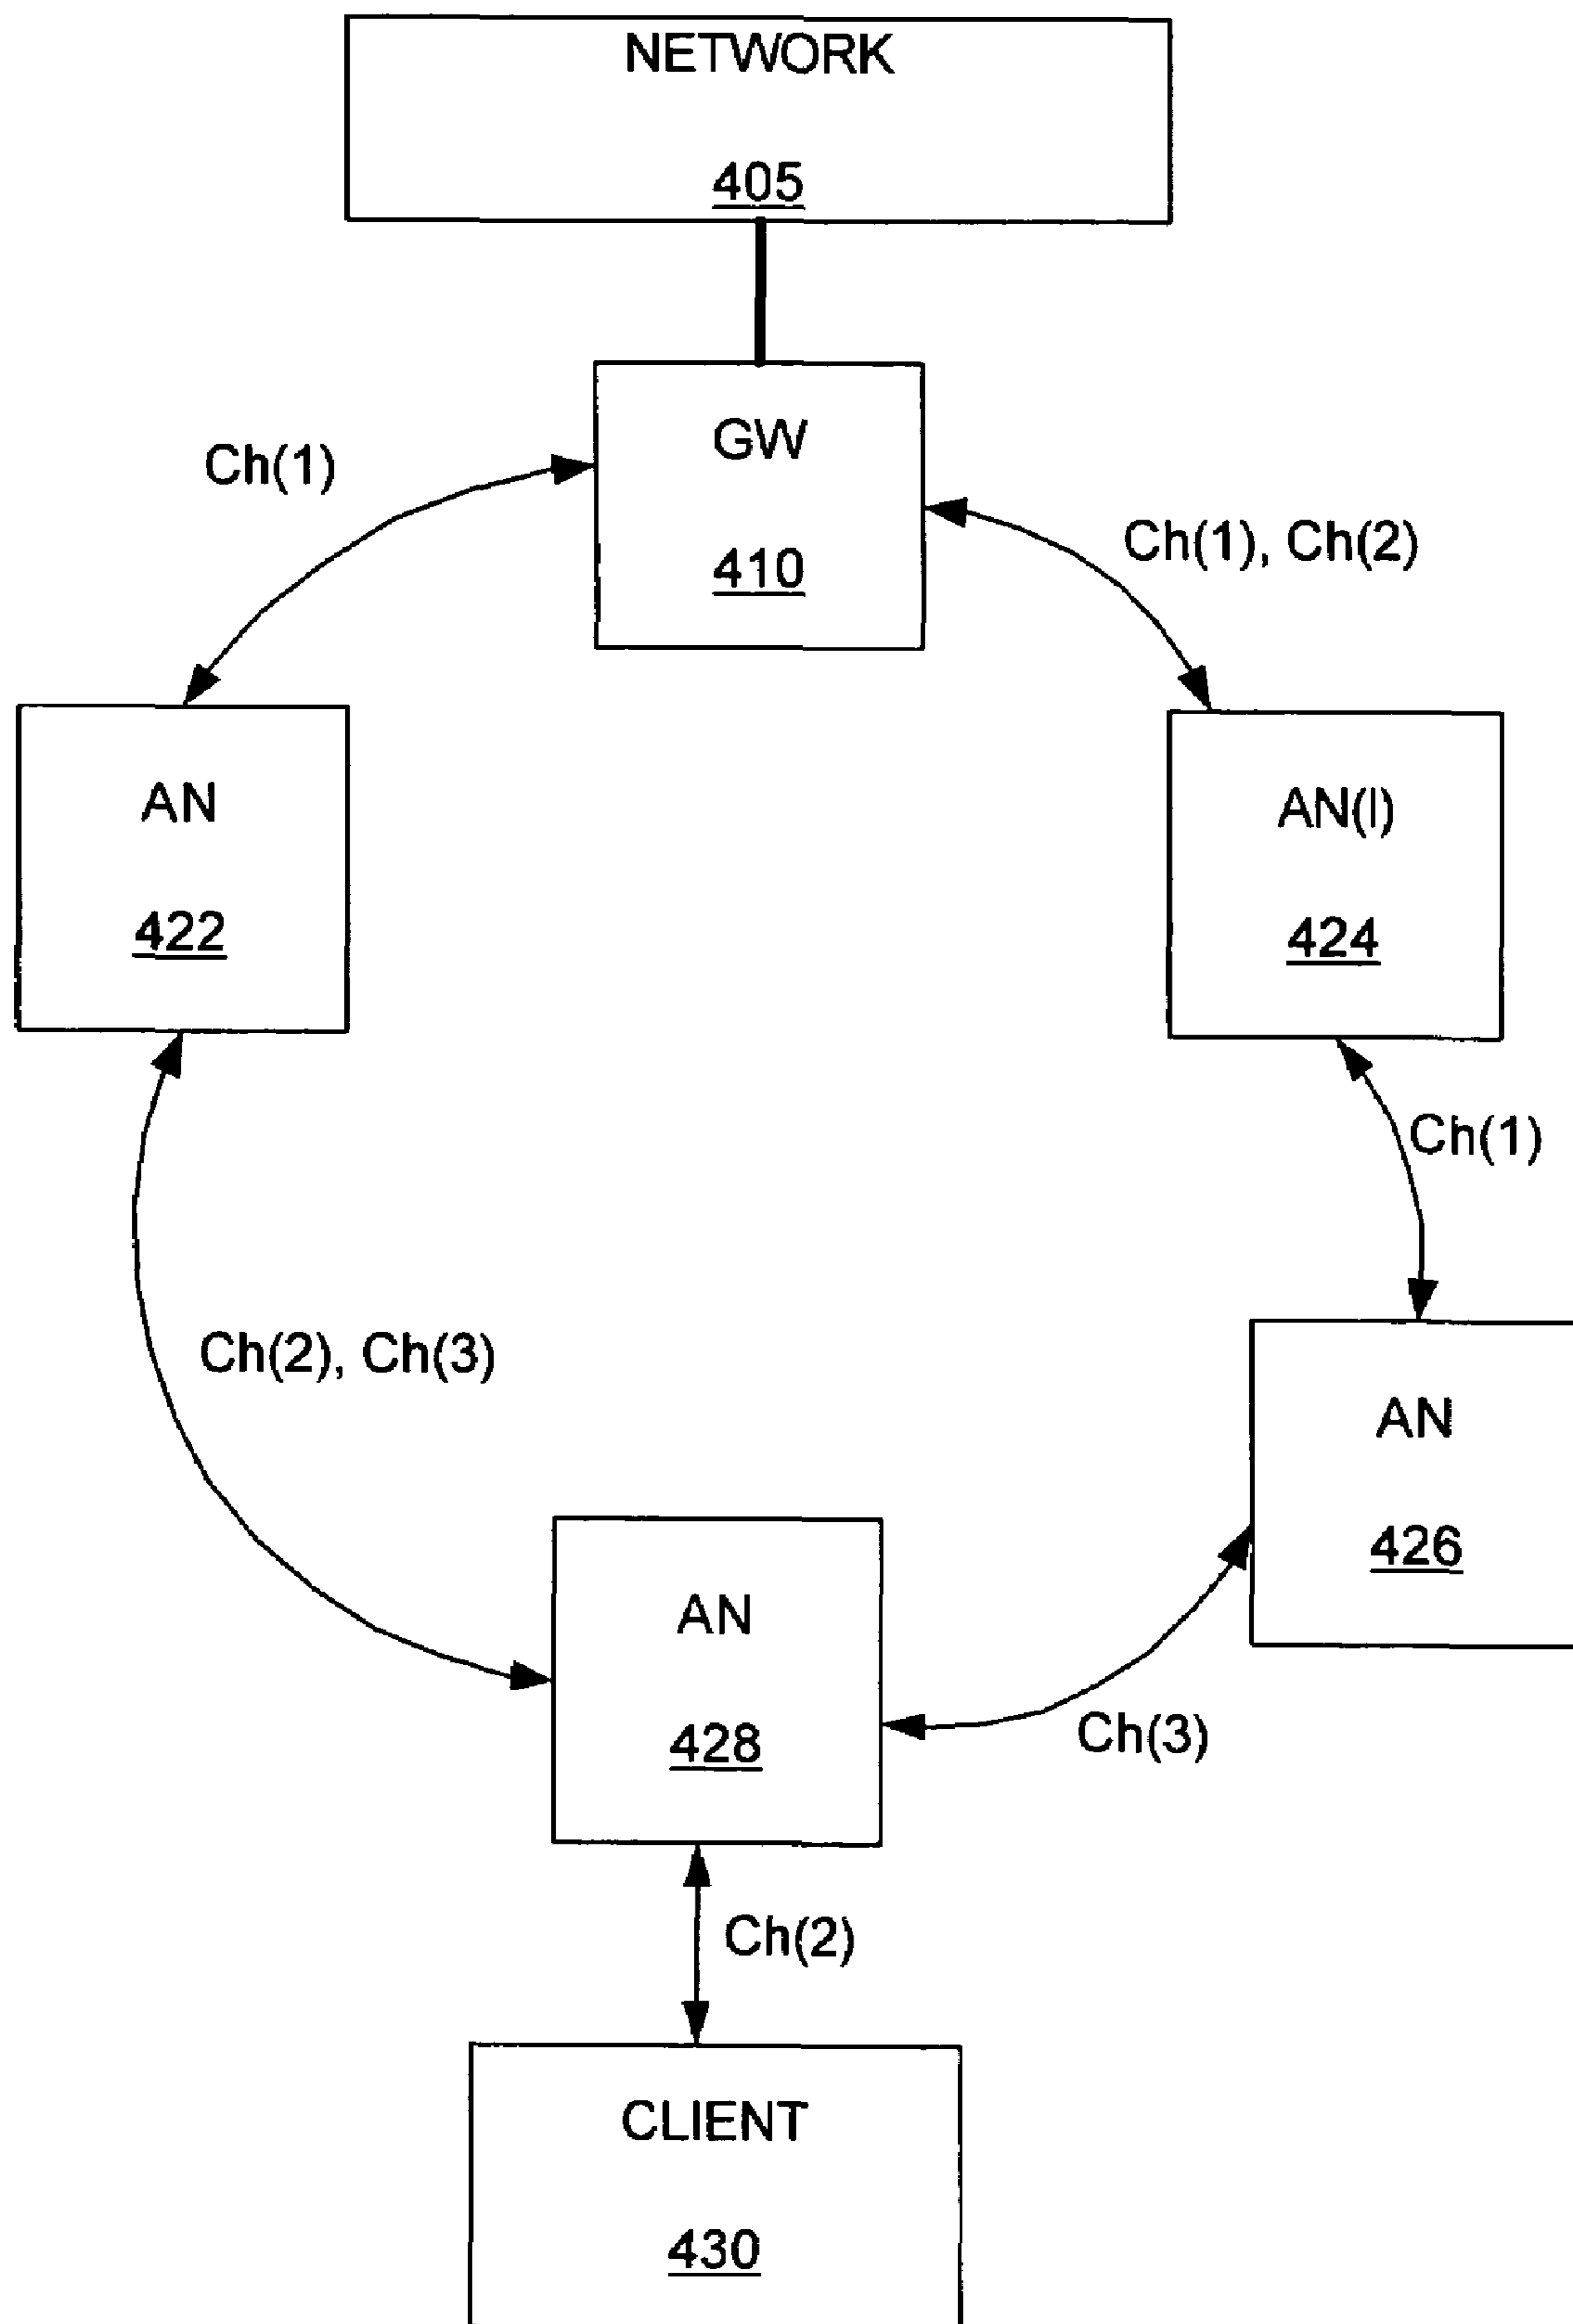 NETWORK
405
GW
410
Ch(1)
Ch(1), Ch(2)
AN
422
AN(I)
424
Ch(1)
Ch(2), Ch(3)
AN
426
AN
428
Ch(3)
Ch(2)
CLIENT
430